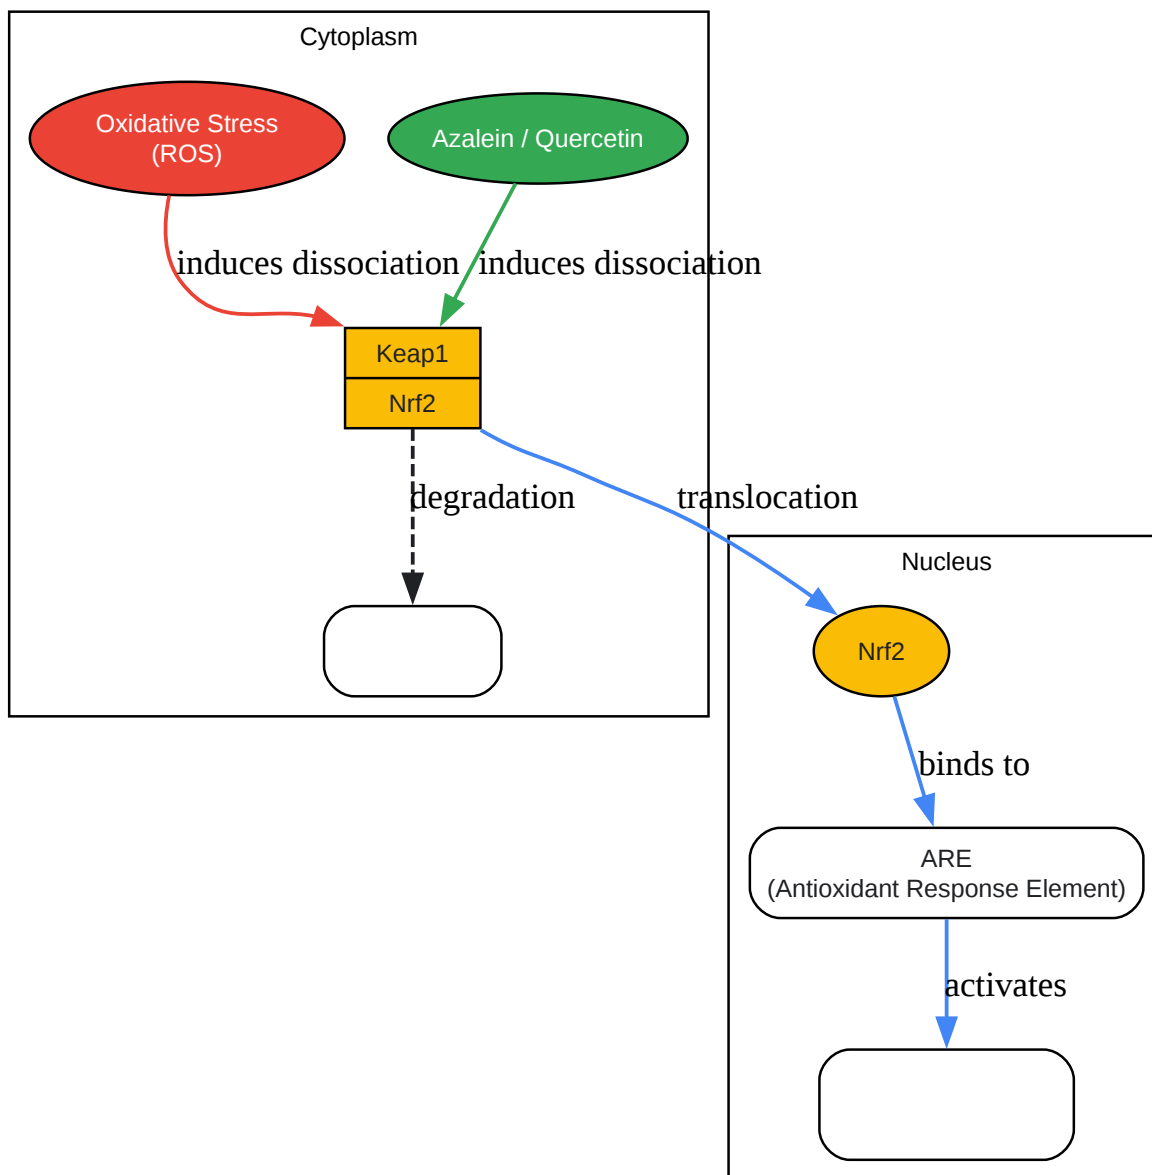 Cytoplasm
Oxidative Stress
(ROS)
Azalein / Quercetin
induces dissociation
induces dissociation
Keap1
Nrf2
degradation
translocation
Nucleus
Nrf2
binds to
ARE
(Antioxidant Response Element)
activates